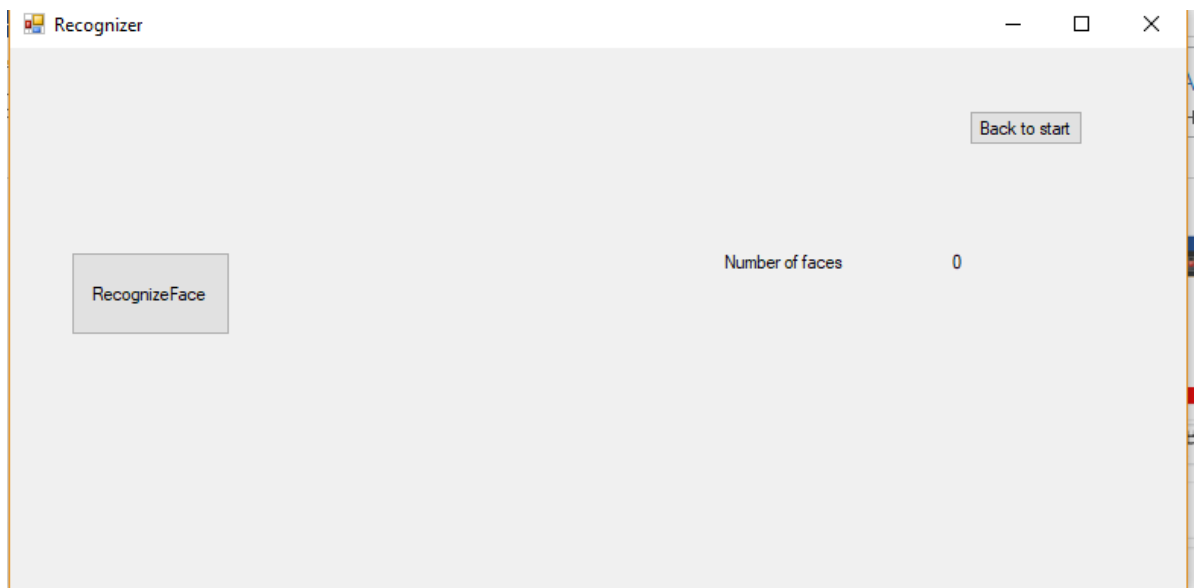 Recognizer
Back to start
Number of faces 0
RecognizeFace